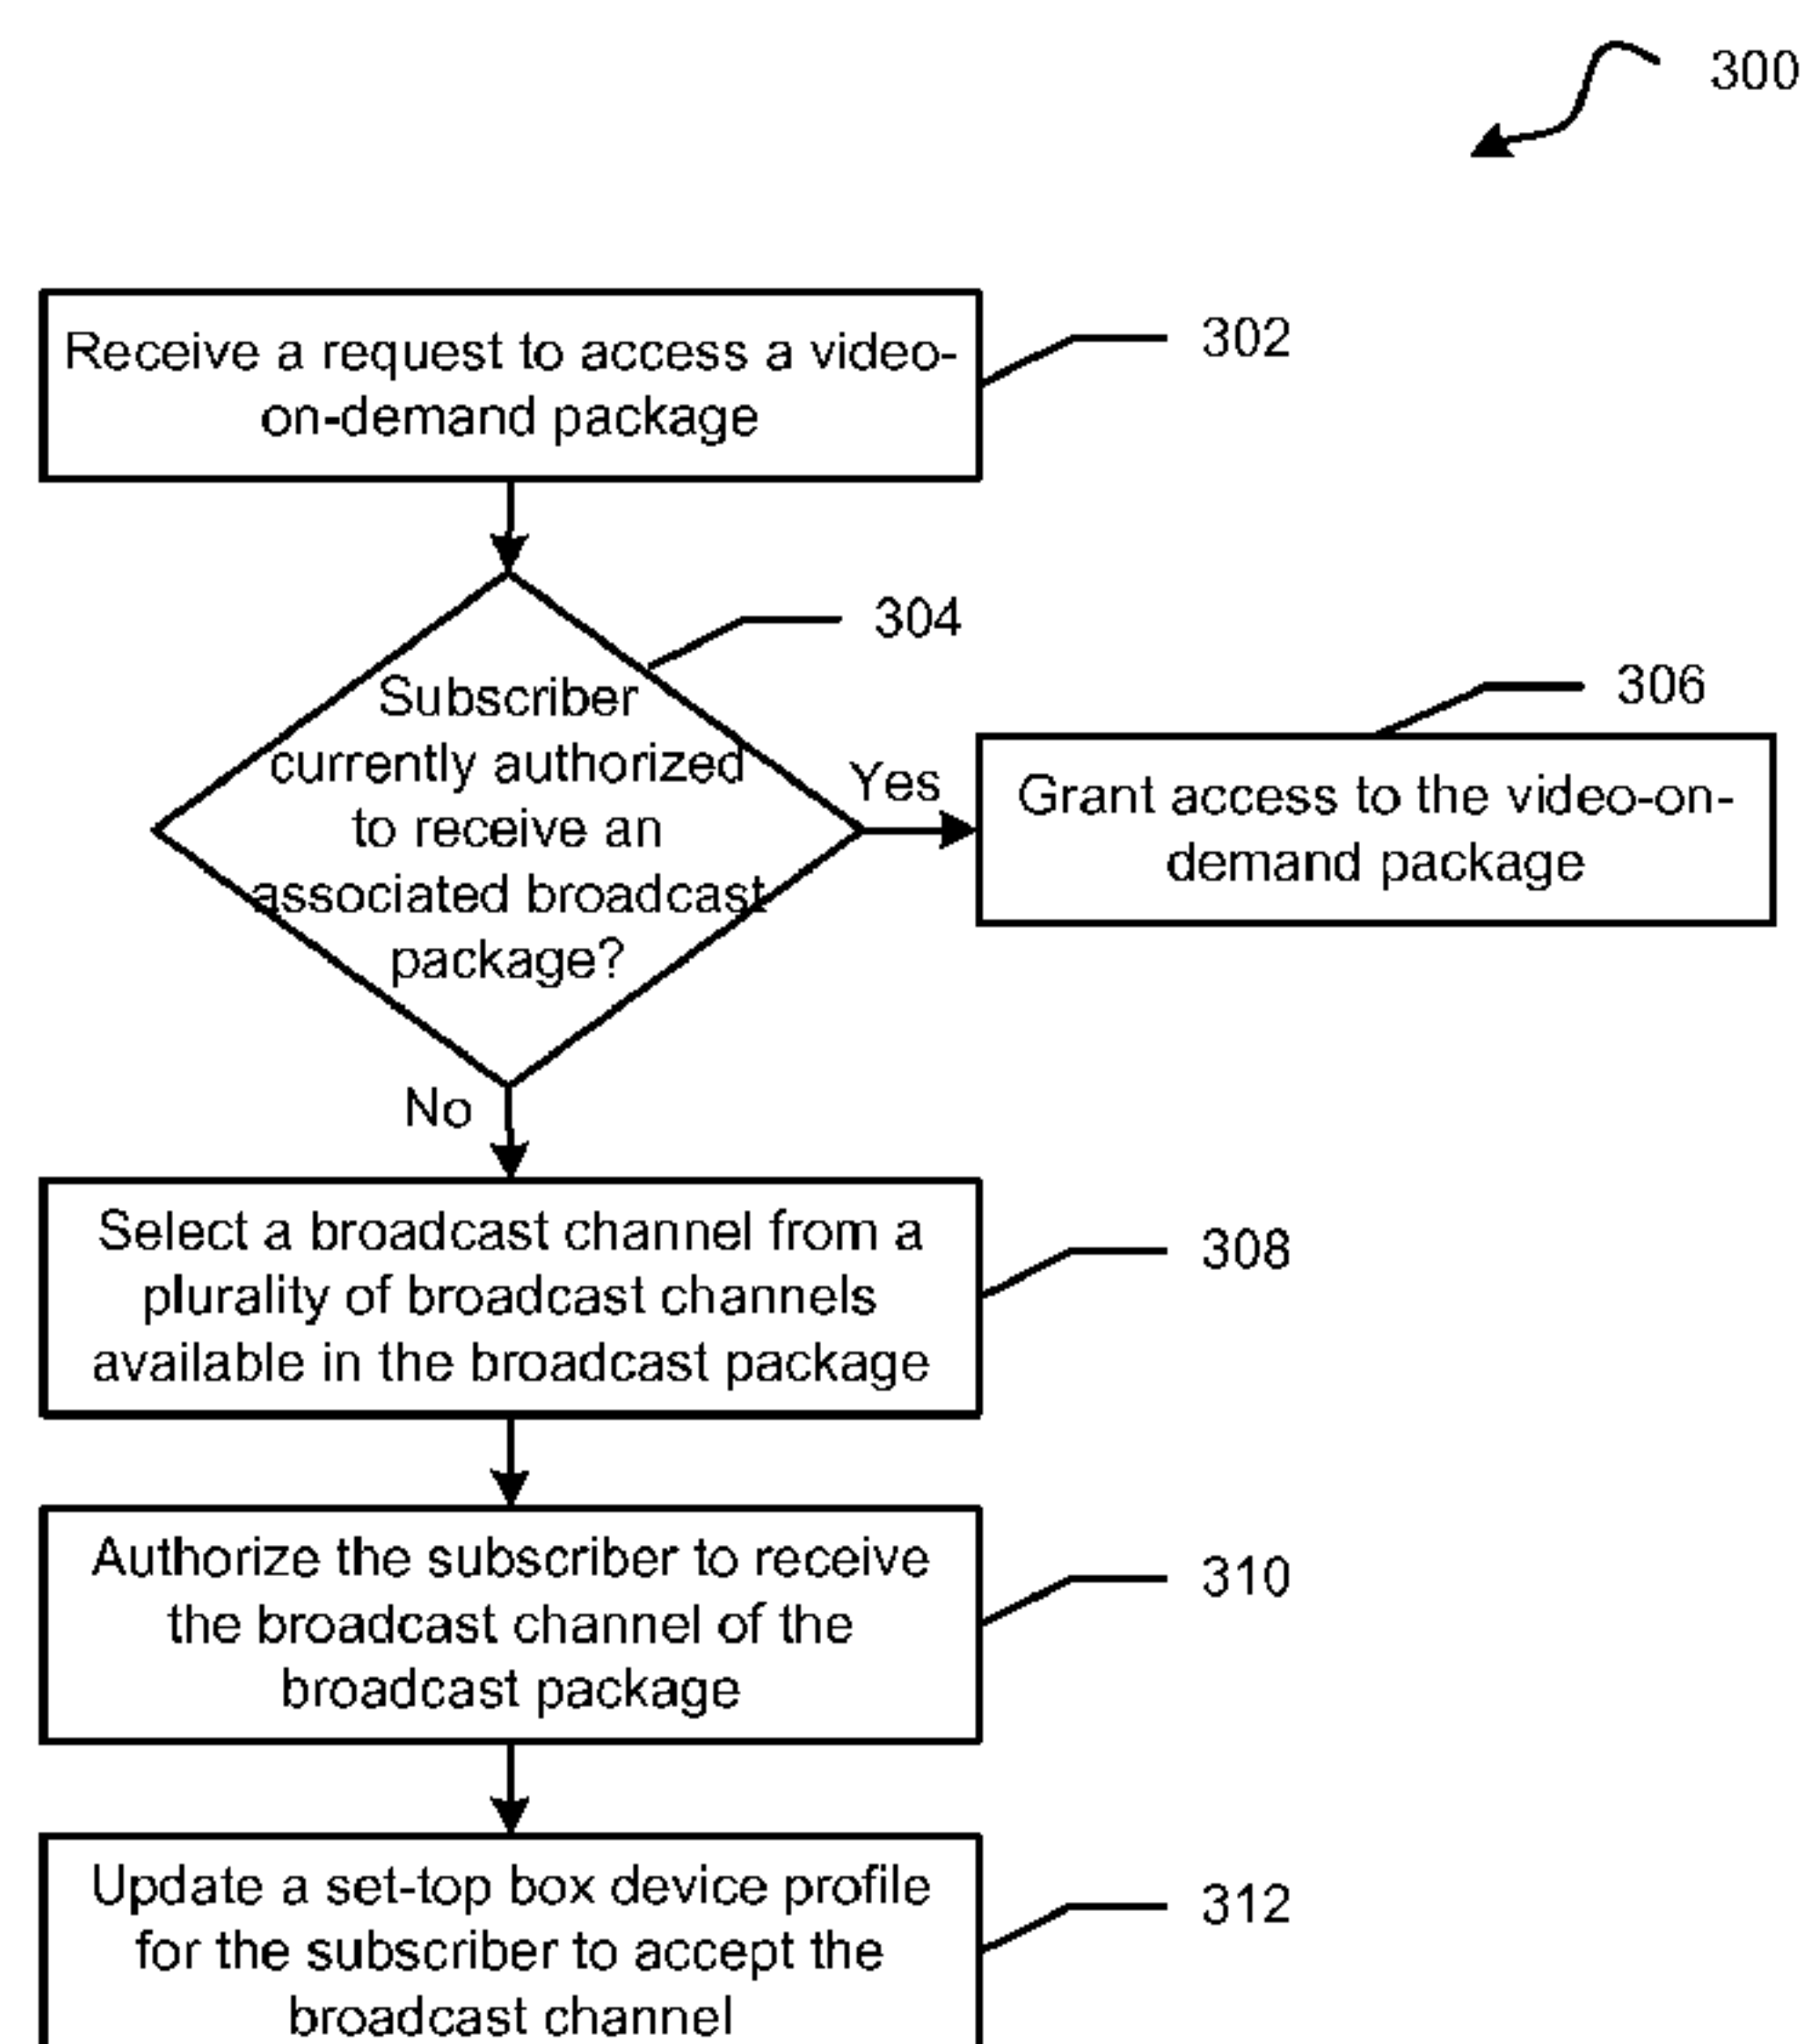 300
Receive a request to access a video-
on-demand package
302
304
Subscriber
currently authorized
to receive an
associated broadcast
package?
Yes
306
Grant access to the video-on-
demand package
No
Select a broadcast channel from a
plurality of broadcast channels
available in the broadcast package
308
Authorize the subscriber to receive
the broadcast channel of the
broadcast package
310
Update a set-top box device profile
for the subscriber to accept the
broadcast channel
312